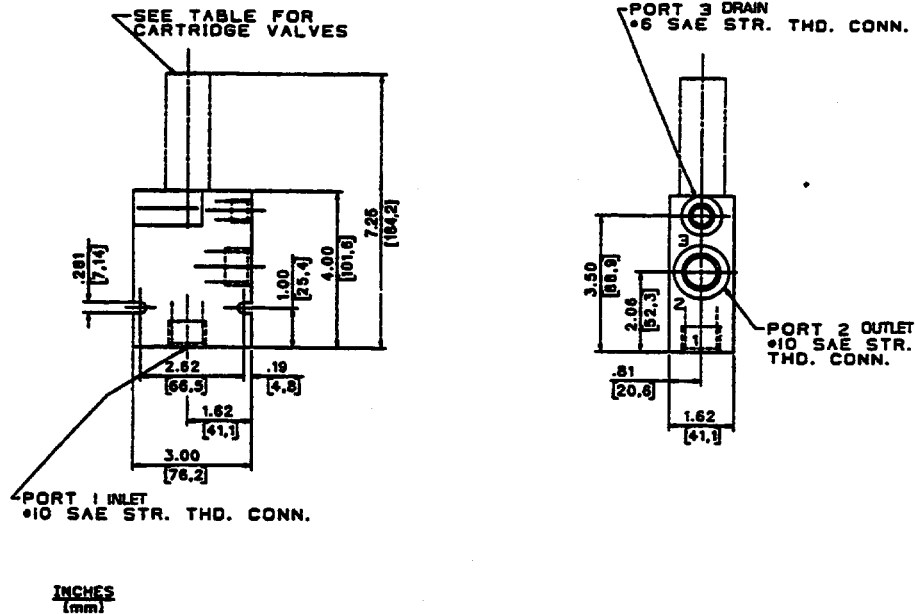 SEE TABLE FOR
CARTRIDGE VALVES
PORT 3 DRAIN
•6 SAE STR. THD. CONN.
7.25
[184,2]
4.00
[101,6]
1.00
[25,4]
.281
[7,14]
2.62
[66,5]
.19
[4,8]
1.62
[41,1]
3.00
[76,2]
PORT 1 INLET
•10 SAE STR. THD. CONN.
3
3.50
[88,9]
2.06
[52,3]
2
1
PORT 2 OUTLET
•10 SAE STR.
THD. CONN.
.81
[20,6]
1.62
[41,1]
INCHES
[mm]